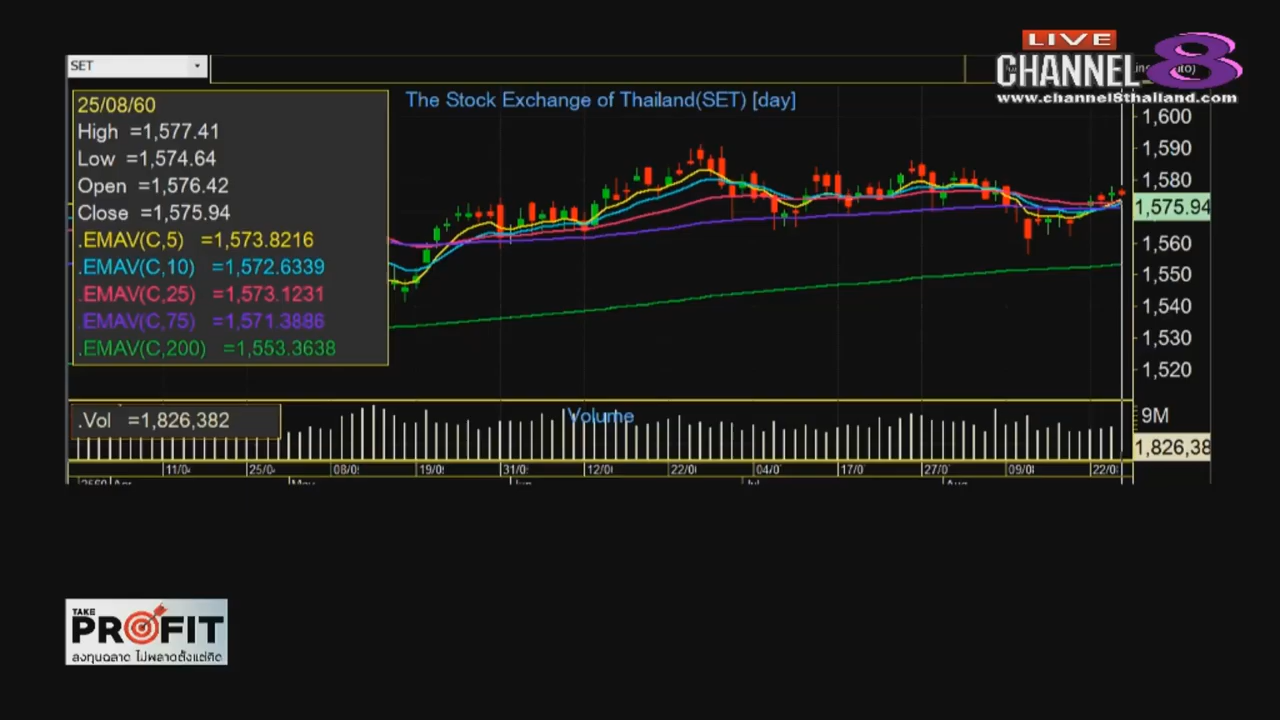 LIVE
CHANNEL 8
www.channel8thailand.com
SET
25/08/60
High =1,577.41
Low =1,574.64
Open =1,576.42
Close =1,575.94
.EMAV(C,5) =1,573.8216
.EMAV(C,10) =1,572.6339
.EMAV(C,25) =1,573.1231
.EMAV(C,75) =1,571.3886
.EMAV(C,200) =1,553.3638
The Stock Exchange of Thailand(SET) [day]
1,600
1,590
1,580
1,575.94
1,560
1,550
1,540
1,530
1,520
.Vol =1,826,382
Volume
9M
1,826,38
11/0 25/0 08/0 19/0 31/0 12/0 22/0 04/0 17/0 27/0 09/0 22/0
2560 Apr May Jun Jul Aug
TAKE
PROFIT
ลงทุนฉลาด ไม่พลาดตั้งแต่คิด